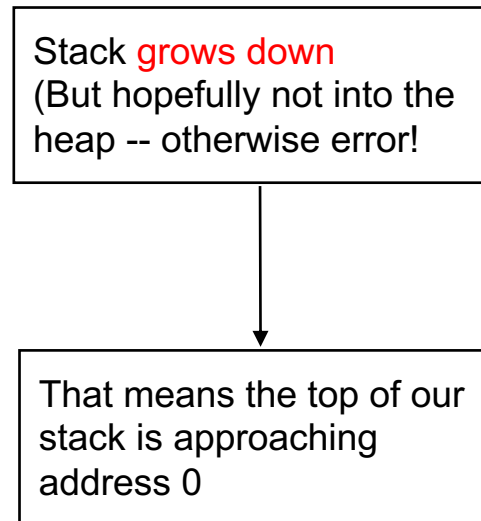 Stack grows down
(But hopefully not into the
heap -- otherwise error!
That means the top of our
stack is approaching
address 0